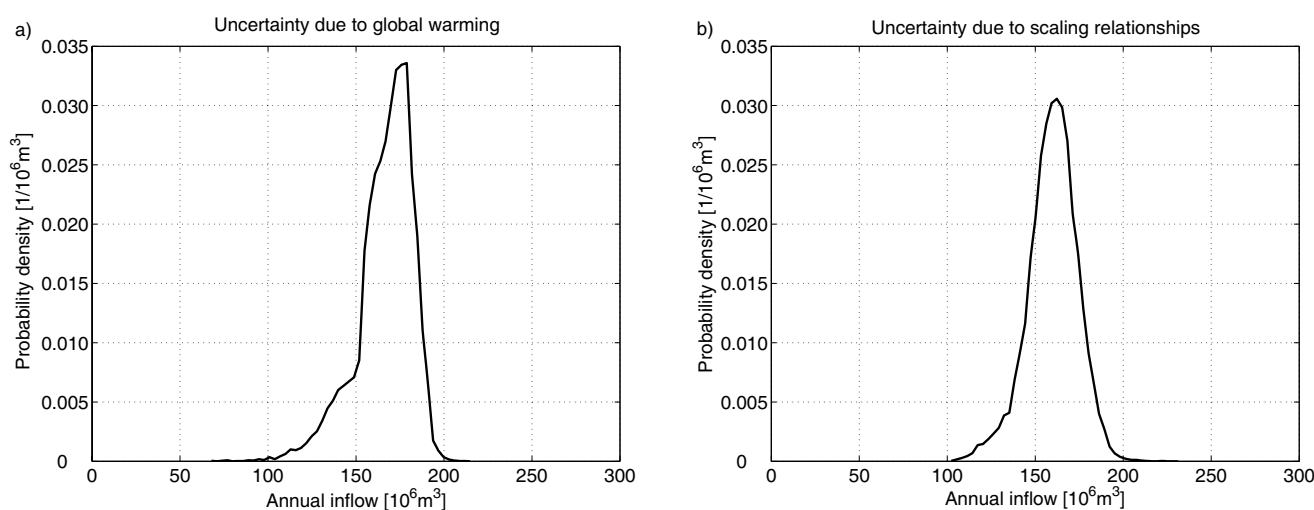 a)
Uncertainty due to global warming
0.035
0.030
0.025
0.020
0.015
0.010
0.005
0
Probability density [1/10⁶m³]
0 50 100 150 200 250 300
Annual inflow [10⁶m³]
b)
Uncertainty due to scaling relationships
0.035
0.030
0.025
0.020
0.015
0.010
0.005
0
Probability density [1/10⁶m³]
0 50 100 150 200 250 300
Annual inflow [10⁶m³]